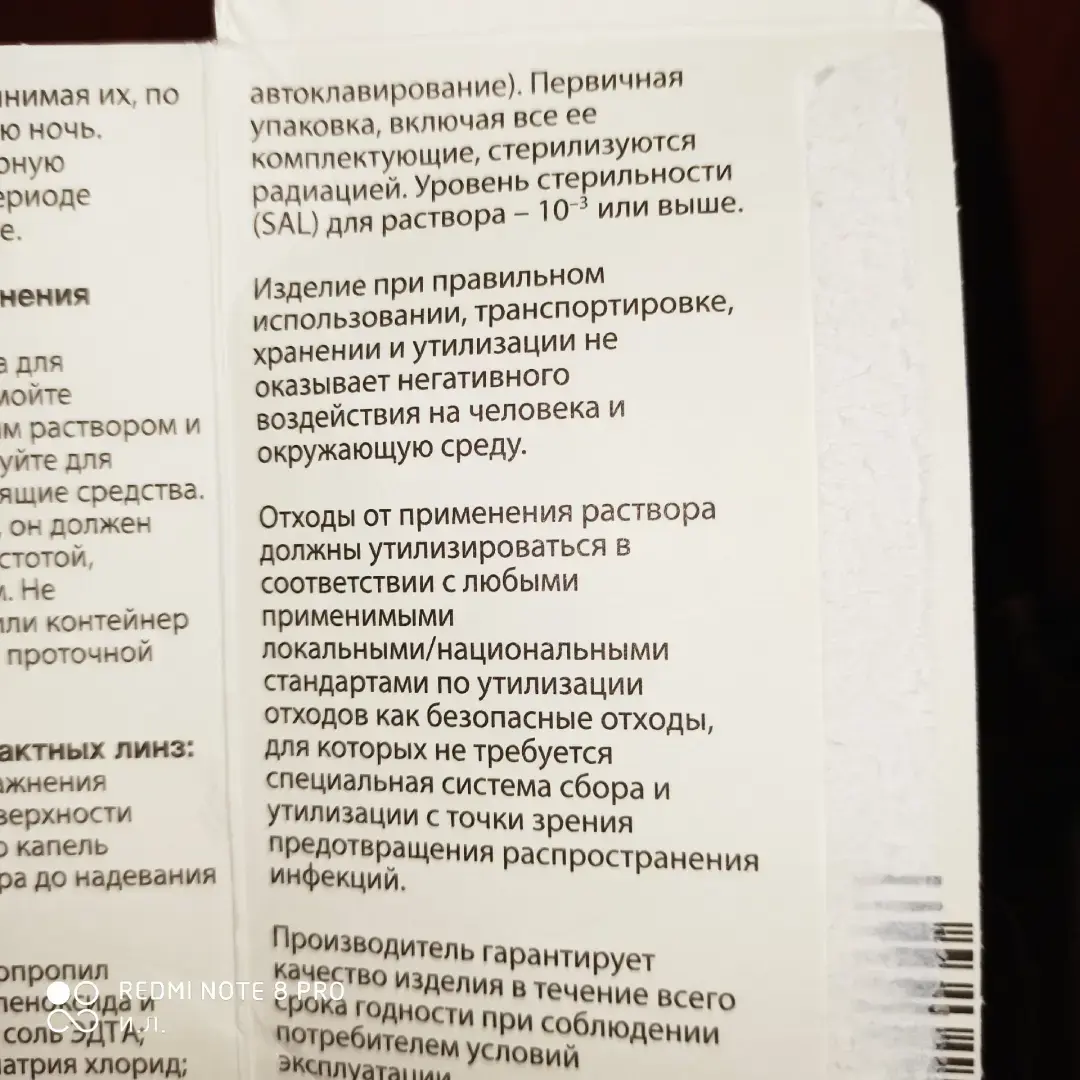 нимая их, по
ю ночь.
рную
ериоде
е.
нения
а для
мойте
м раствором и
уйте для
ящие средства.
, он должен
стотой,
. Не
или контейнер
проточной
актных линз:
ажнения
верхности
о капель
ра до надевания
опропил
леноксида и
соль ЭДТА;
атрия хлорид;
автоклавирование). Первичная
упаковка, включая все ее
комплектующие, стерилизуются
радиацией. Уровень стерильности
(SAL) для раствора – 10⁻³ или выше.
Изделие при правильном
использовании, транспортировке,
хранении и утилизации не
оказывает негативного
воздействия на человека и
окружающую среду.
Отходы от применения раствора
должны утилизироваться в
соответствии с любыми
применимыми
локальными/национальными
стандартами по утилизации
отходов как безопасные отходы,
для которых не требуется
специальная система сбора и
утилизации с точки зрения
предотвращения распространения
инфекций.
Производитель гарантирует
качество изделия в течение всего
срока годности при соблюдении
потребителем условий
эксплуатации
REDMI NOTE 8 PRO
И.Л.